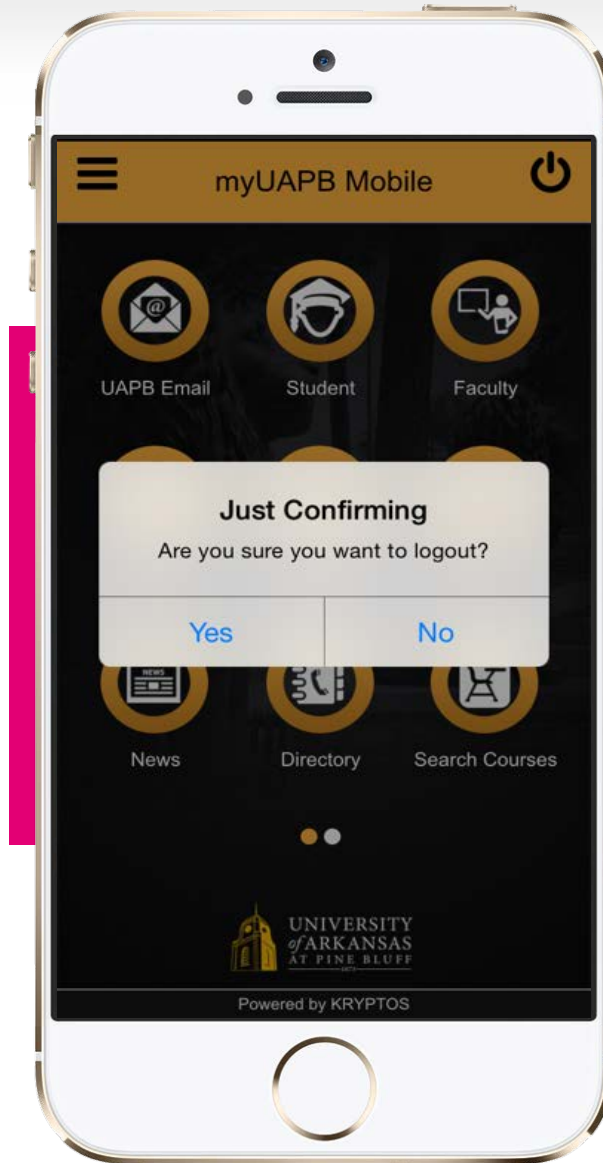 myUAPB Mobile
UAPB Email
Student
Faculty
Just Confirming
Are you sure you want to logout?
Yes
No
NEWS
News
Directory
Search Courses
UNIVERSITY
of ARKANSAS
AT PINE BLUFF
1873
Powered by KRYPTOS